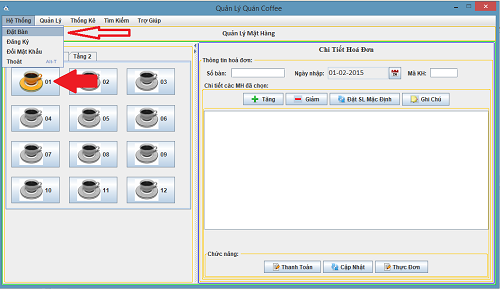 Quản Lý Quán Coffee
Hệ Thống Quản Lý Thống Kê Tìm Kiếm Trợ Giúp
Đặt Bàn
Đăng Ký
Đổi Mật Khẩu
Thoát
Quản Lý Mặt Hàng
Tầng 2
01 02 03
04 05 06
07 08 09
10 11 12
Chi Tiết Hoá Đơn
Thông tin hoá đơn:
Số bàn: Ngày nhập: 01-02-2015 Mã KH:
Chi tiết các MH đã chọn:
Tăng Giảm Đặt SL Mặc Định Ghi Chú
Chức năng:
Thanh Toán Cập Nhật Thực Đơn